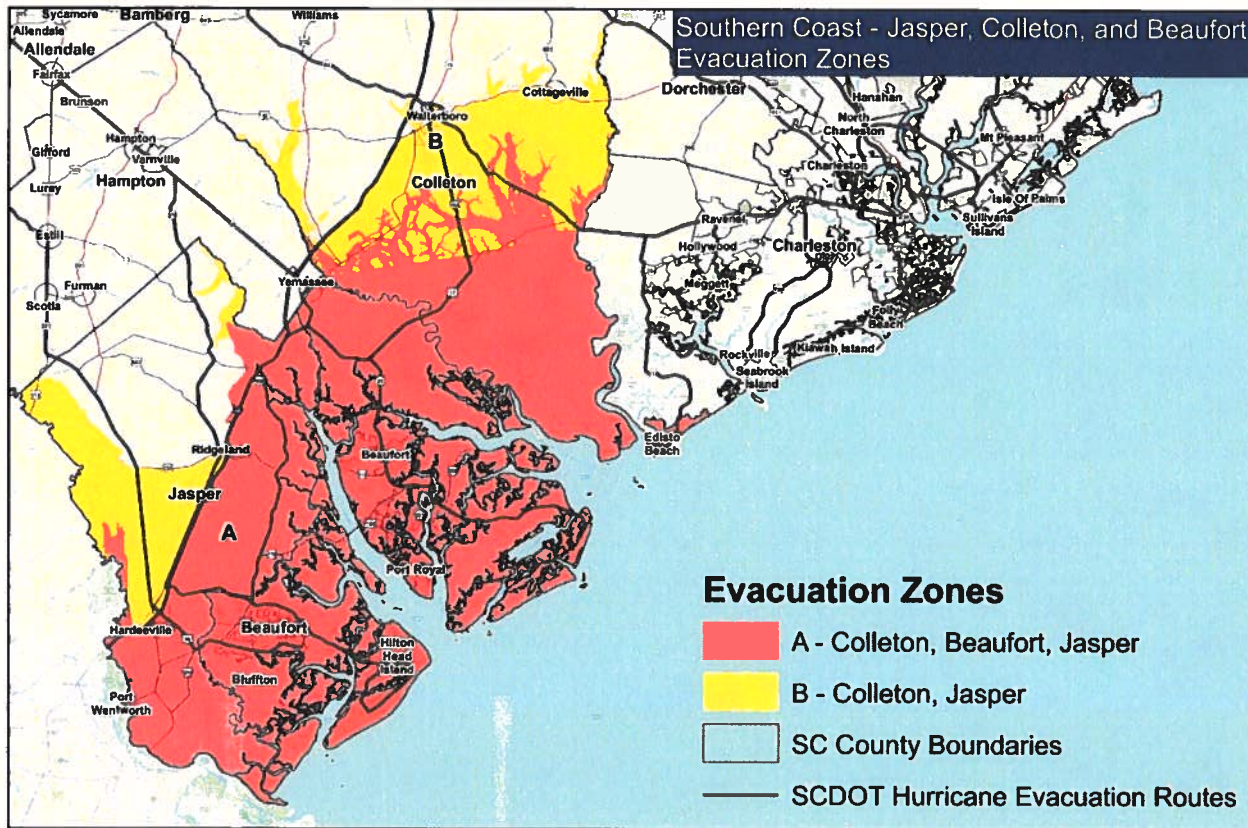 Southern Coast - Jasper, Colleton, and Beaufort
Evacuation Zones
Sycamore
Bamberg
Williams
Allendale
Allendale
Fairfax
Brunson
Hampton
Varnville
Hampton
Gifford
Luray
Estill
Furman
Scotia
Yemassee
Walterboro
B
Colleton
Cottageville
Dorchester
Hanahan
North
Charleston
Mt Pleasant
Charleston
Isle Of Palms
Sullivans
Island
Ravenel
Hollywood
Charleston
Meggett
Folly
Beach
Kiawah Island
Rockville
Seabrook
Island
Edisto
Beach
Ridgeland
Jasper
A
Beaufort
Port Royal
Hardeeville
Beaufort
Hilton
Head
Island
Bluffton
Port
Wentworth
Evacuation Zones
A - Colleton, Beaufort, Jasper
B - Colleton, Jasper
SC County Boundaries
SCDOT Hurricane Evacuation Routes